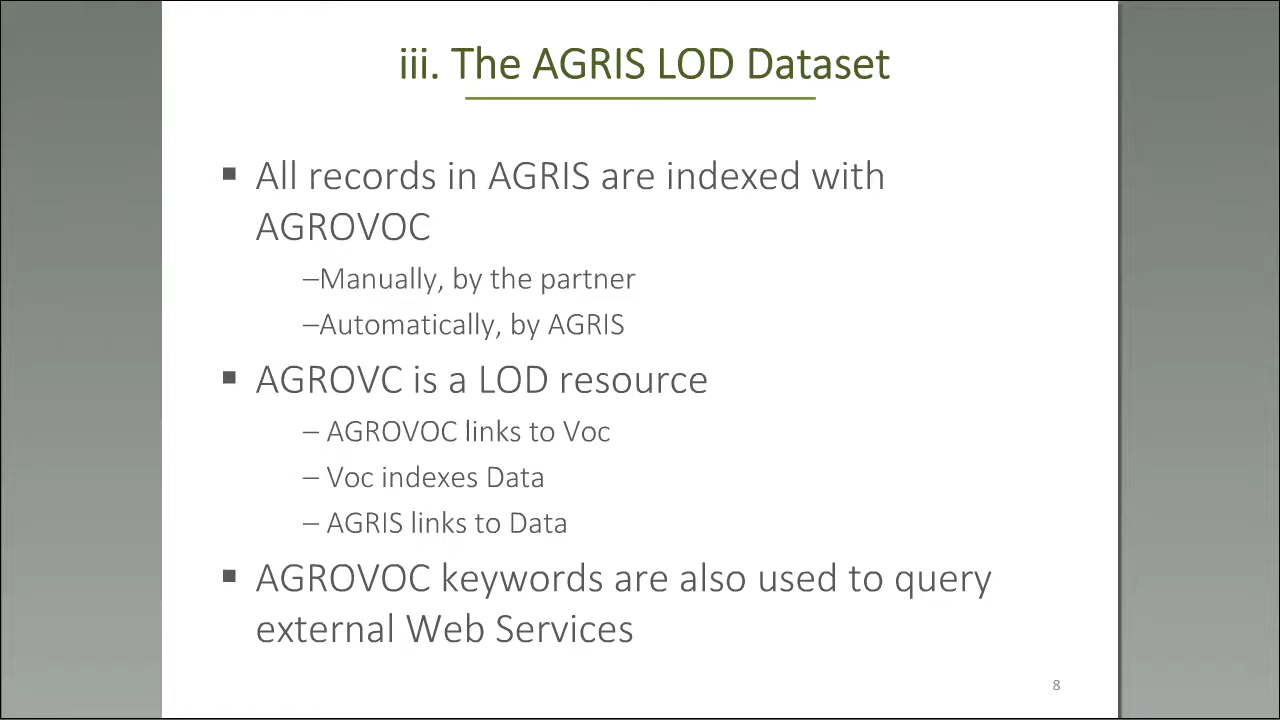 iii. The AGRIS LOD Dataset
▪ All records in AGRIS are indexed with
AGROVOC
–Manually, by the partner
–Automatically, by AGRIS
▪ AGROVC is a LOD resource
– AGROVOC links to Voc
– Voc indexes Data
– AGRIS links to Data
▪ AGROVOC keywords are also used to query
external Web Services
8